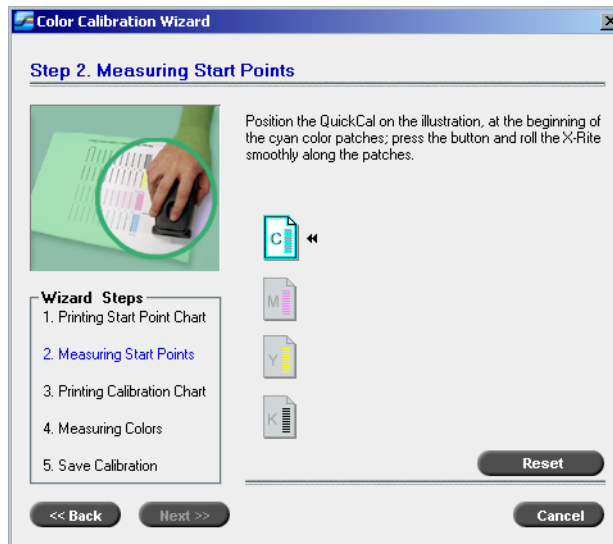 Color Calibration Wizard
Step 2. Measuring Start Points
Position the QuickCal on the illustration, at the beginning of
the cyan color patches; press the button and roll the X-Rite
smoothly along the patches.
C
M
Y
K
Wizard Steps
1. Printing Start Point Chart
2. Measuring Start Points
3. Printing Calibration Chart
4. Measuring Colors
5. Save Calibration
Reset
<< Back
Next >>
Cancel